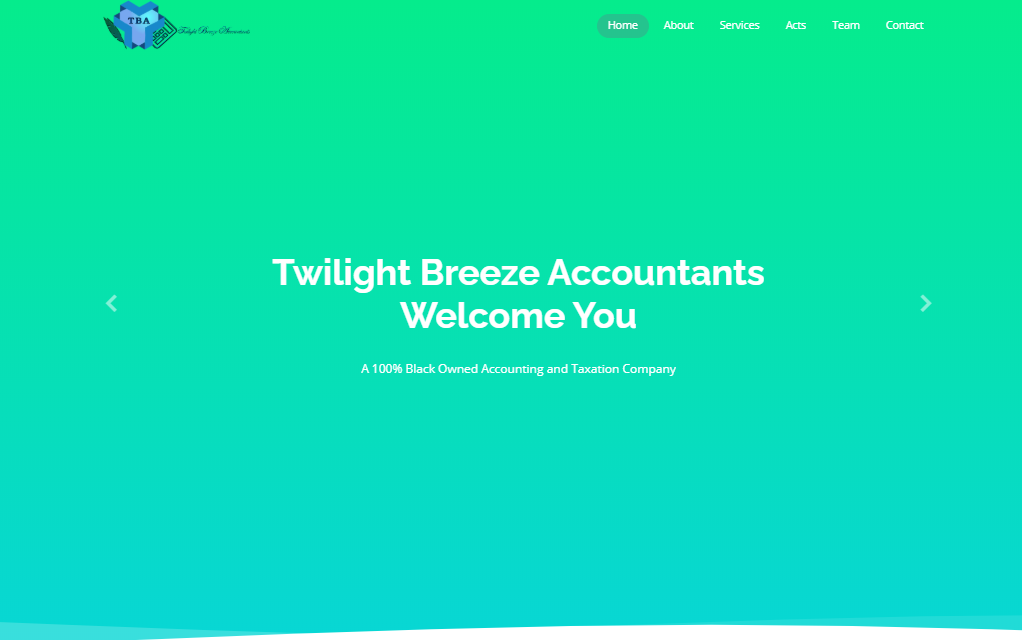 TBA
Twilight Breeze Accountants
Home
About
Services
Acts
Team
Contact
Twilight Breeze Accountants
Welcome You
A 100% Black Owned Accounting and Taxation Company